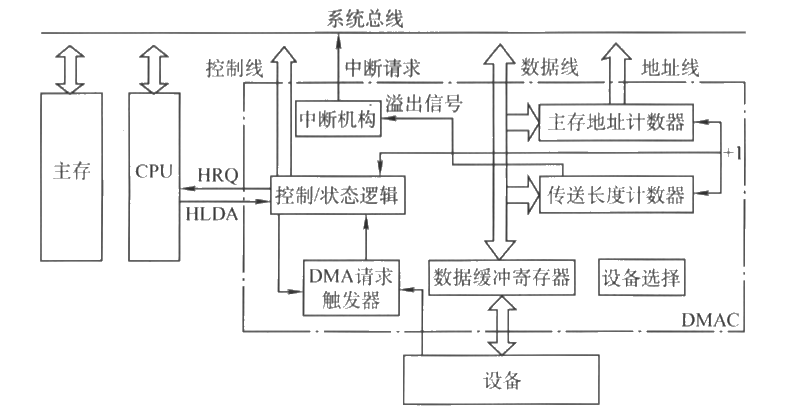 系统总线
控制线
中断请求
数据线
地址线
溢出信号
中断机构
主存地址计数器
主存
CPU
HRQ
HLDA
+1
控制/状态逻辑
传送长度计数器
DMA请求
触发器
数据缓冲寄存器
设备选择
DMAC
设备